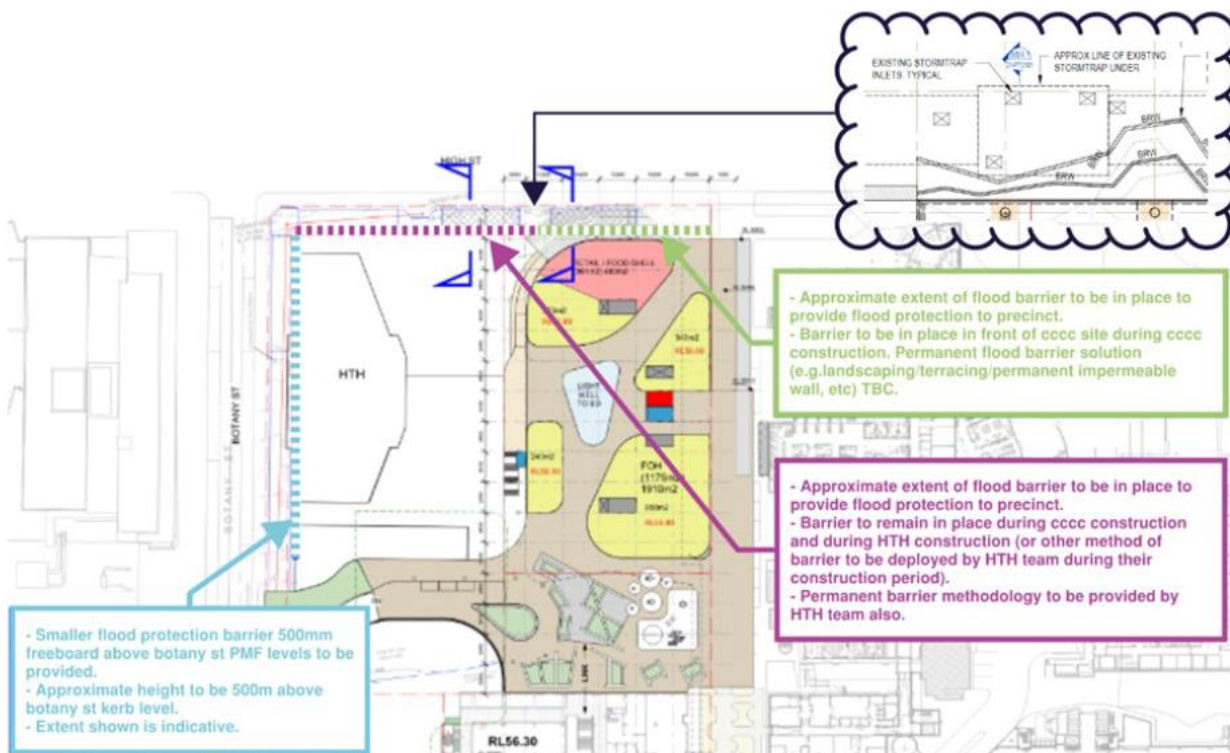 EXISTING STORMTRAP
INLETS. TYPICAL
APPROX LINE OF EXISTING
STORMTRAP UNDER
BRW
BRW
BRW
HIGH ST
BOTANY ST
BOTANY ST
HTH
LIGHT
WELL
FOH
1910m2
LINK
RL56.30
- Approximate extent of flood barrier to be in place to
provide flood protection to precinct.
- Barrier to be in place in front of cccc site during cccc
construction. Permanent flood barrier solution
(e.g.landscaping/terracing/permanent impermeable
wall, etc) TBC.
- Approximate extent of flood barrier to be in place to
provide flood protection to precinct.
- Barrier to remain in place during cccc construction
and during HTH construction (or other method of
barrier to be deployed by HTH team during their
construction period).
- Permanent barrier methodology to be provided by
HTH team also.
- Smaller flood protection barrier 500mm
freeboard above botany st PMF levels to be
provided.
- Approximate height to be 500m above
botany st kerb level.
- Extent shown is indicative.